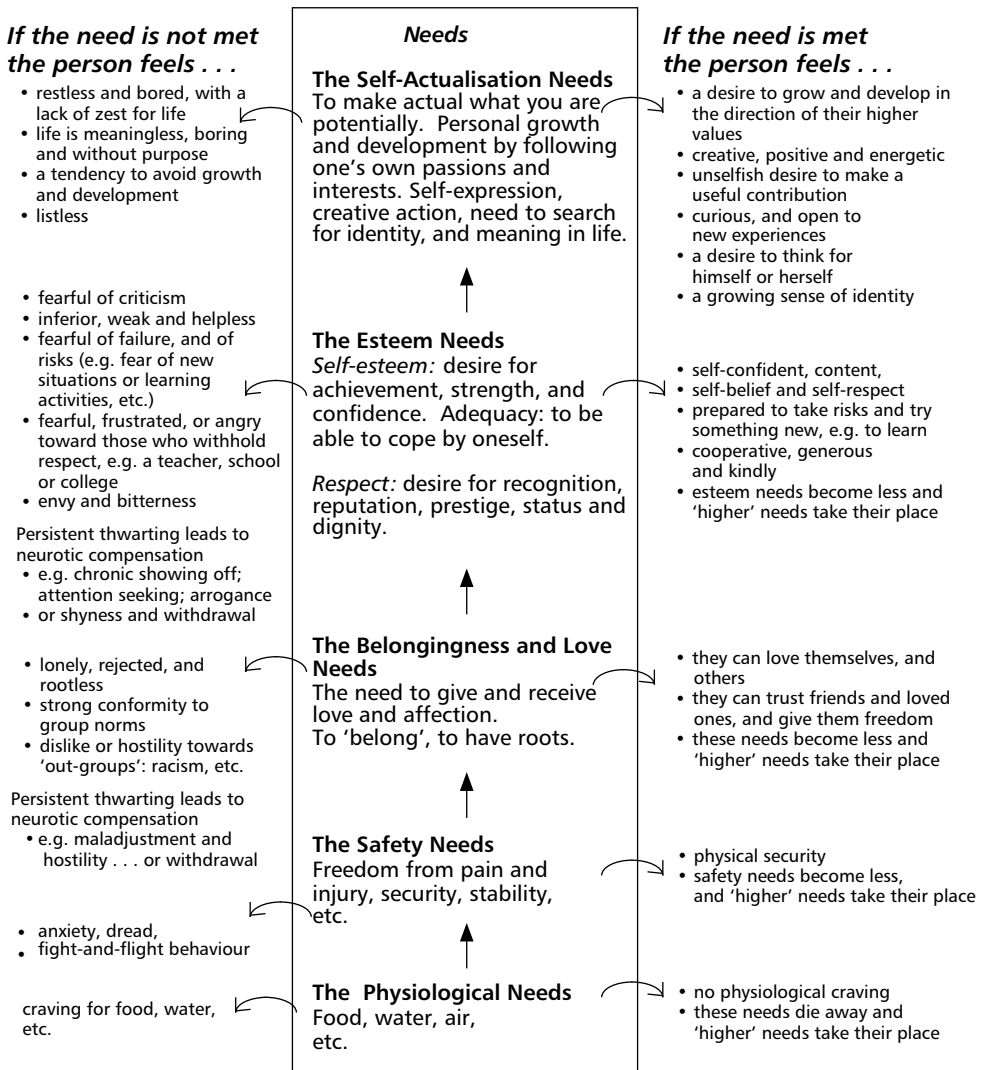 If the need is not met
the person feels . . .
• restless and bored, with a
lack of zest for life
• life is meaningless, boring
and without purpose
• a tendency to avoid growth
and development
• listless
• fearful of criticism
• inferior, weak and helpless
• fearful of failure, and of
risks (e.g. fear of new
situations or learning
activities, etc.)
• fearful, frustrated, or angry
toward those who withhold
respect, e.g. a teacher, school
or college
• envy and bitterness
Persistent thwarting leads to
neurotic compensation
• e.g. chronic showing off;
attention seeking; arrogance
• or shyness and withdrawal
• lonely, rejected, and
rootless
• strong conformity to
group norms
• dislike or hostility towards
‘out-groups’: racism, etc.
Persistent thwarting leads to
neurotic compensation
• e.g. maladjustment and
hostility . . . or withdrawal
• anxiety, dread,
• fight-and-flight behaviour
craving for food, water,
etc.
Needs
The Self-Actualisation Needs
To make actual what you are
potentially. Personal growth
and development by following
one’s own passions and
interests. Self-expression,
creative action, need to search
for identity, and meaning in life.
The Esteem Needs
Self-esteem: desire for
achievement, strength, and
confidence. Adequacy: to be
able to cope by oneself.
Respect: desire for recognition,
reputation, prestige, status and
dignity.
The Belongingness and Love
Needs
The need to give and receive
love and affection.
To ‘belong’, to have roots.
The Safety Needs
Freedom from pain and
injury, security, stability,
etc.
The Physiological Needs
Food, water, air,
etc.
If the need is met
the person feels . . .
• a desire to grow and develop in
the direction of their higher
values
• creative, positive and energetic
• unselfish desire to make a
useful contribution
• curious, and open to
new experiences
• a desire to think for
himself or herself
• a growing sense of identity
• self-confident, content,
• self-belief and self-respect
• prepared to take risks and try
something new, e.g. to learn
• cooperative, generous
and kindly
• esteem needs become less and
‘higher’ needs take their place
• they can love themselves, and
others
• they can trust friends and loved
ones, and give them freedom
• these needs become less and
‘higher’ needs take their place
• physical security
• safety needs become less,
and ‘higher’ needs take their place
• no physiological craving
• these needs die away and
‘higher’ needs take their place